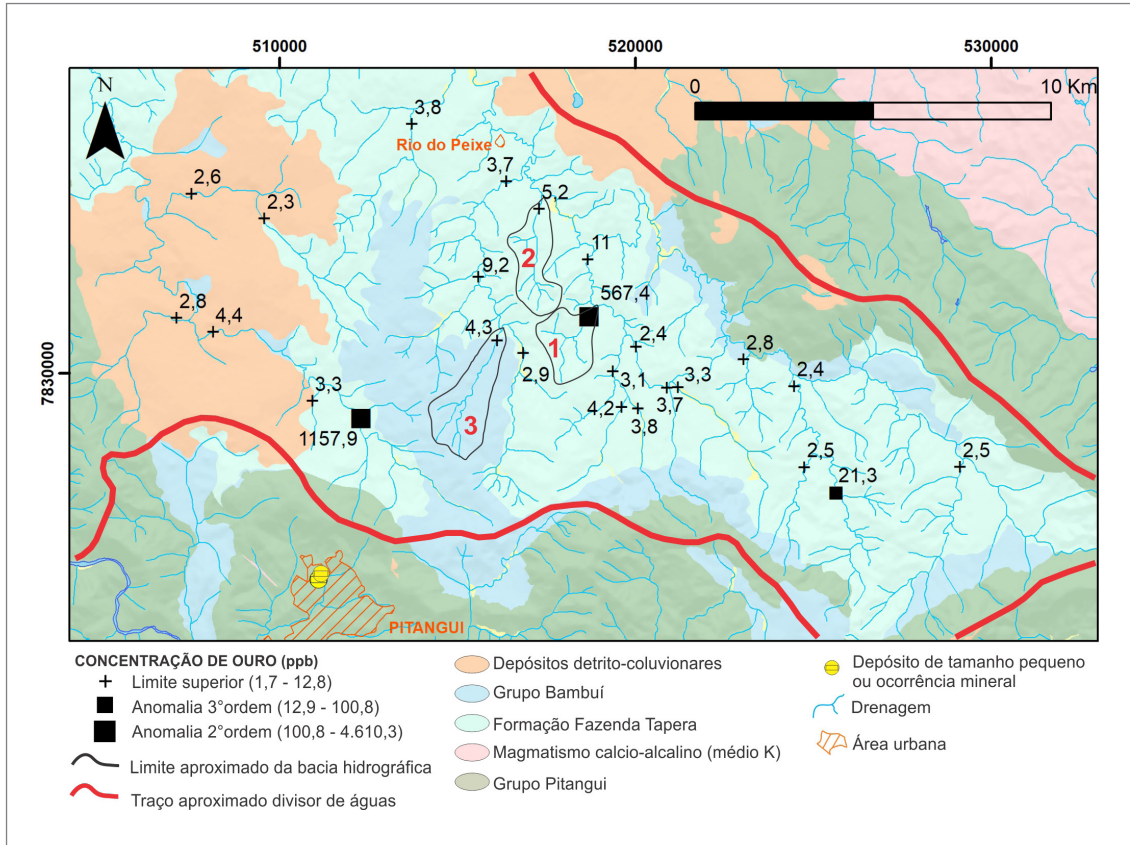 510000
520000
530000
N
0
10 Km
3,8
Rio do Peixe
3,7
2,6
2,3
5,2
2
11
9,2
567,4
2,8
4,4
4,3
1
2,4
7830000
2,9
2,8
3,1
3,3
2,4
3,3
4,2
3,7
1157,9
3,8
3
2,5
21,3
2,5
PITANGUI
CONCENTRAÇÃO DE OURO (ppb)
Limite superior (1,7 - 12,8)
Anomalia 3°ordem (12,9 - 100,8)
Anomalia 2°ordem (100,8 - 4.610,3)
Limite aproximado da bacia hidrográfica
Traço aproximado divisor de águas
Depósitos detrito-coluvionares
Grupo Bambuí
Formação Fazenda Tapera
Magmatismo calcio-alcalino (médio K)
Grupo Pitangui
Depósito de tamanho pequeno
ou ocorrência mineral
Drenagem
Área urbana